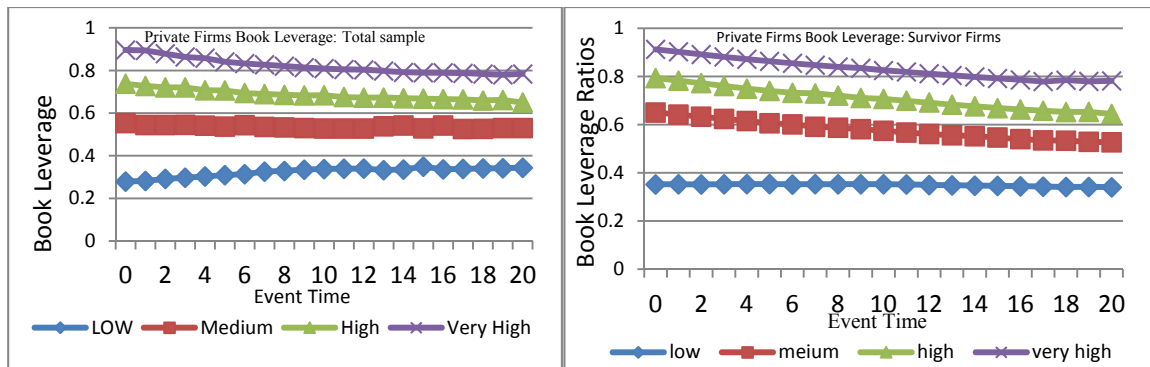 Private Firms Book Leverage: Total sample
Book Leverage
1
0.8
0.6
0.4
0.2
0
0 2 4 6 8 10 12 14 16 18 20
Event Time
LOW Medium High Very High
Private Firms Book Leverage: Survivor Firms
Book Leverage Ratios
1
0.8
0.6
0.4
0.2
0
0 2 4 6 8 10 12 14 16 18 20
Event Time
low meium high very high